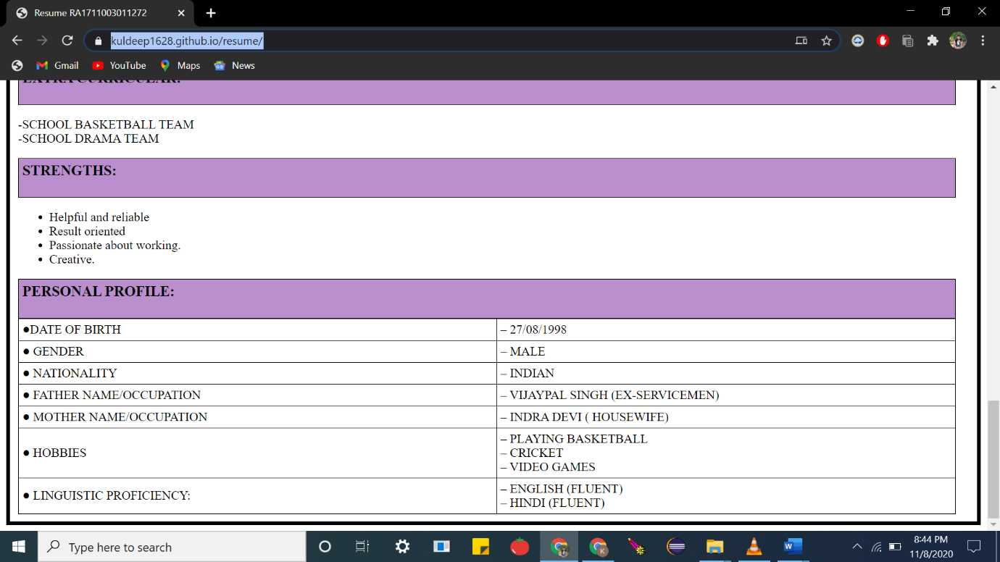 Resume RA1711003011272
kuldeep1628.github.io/resume/
Gmail YouTube Maps News
EXTRA CURRICULAR:
-SCHOOL BASKETBALL TEAM
-SCHOOL DRAMA TEAM
STRENGTHS:
• Helpful and reliable
• Result oriented
• Passionate about working.
• Creative.
PERSONAL PROFILE:
●DATE OF BIRTH – 27/08/1998
● GENDER – MALE
● NATIONALITY – INDIAN
● FATHER NAME/OCCUPATION – VIJAYPAL SINGH (EX-SERVICEMEN)
● MOTHER NAME/OCCUPATION – INDRA DEVI ( HOUSEWIFE)
● HOBBIES
– PLAYING BASKETBALL
– CRICKET
– VIDEO GAMES
● LINGUISTIC PROFICIENCY:
– ENGLISH (FLUENT)
– HINDI (FLUENT)
Type here to search
8:44 PM
11/8/2020